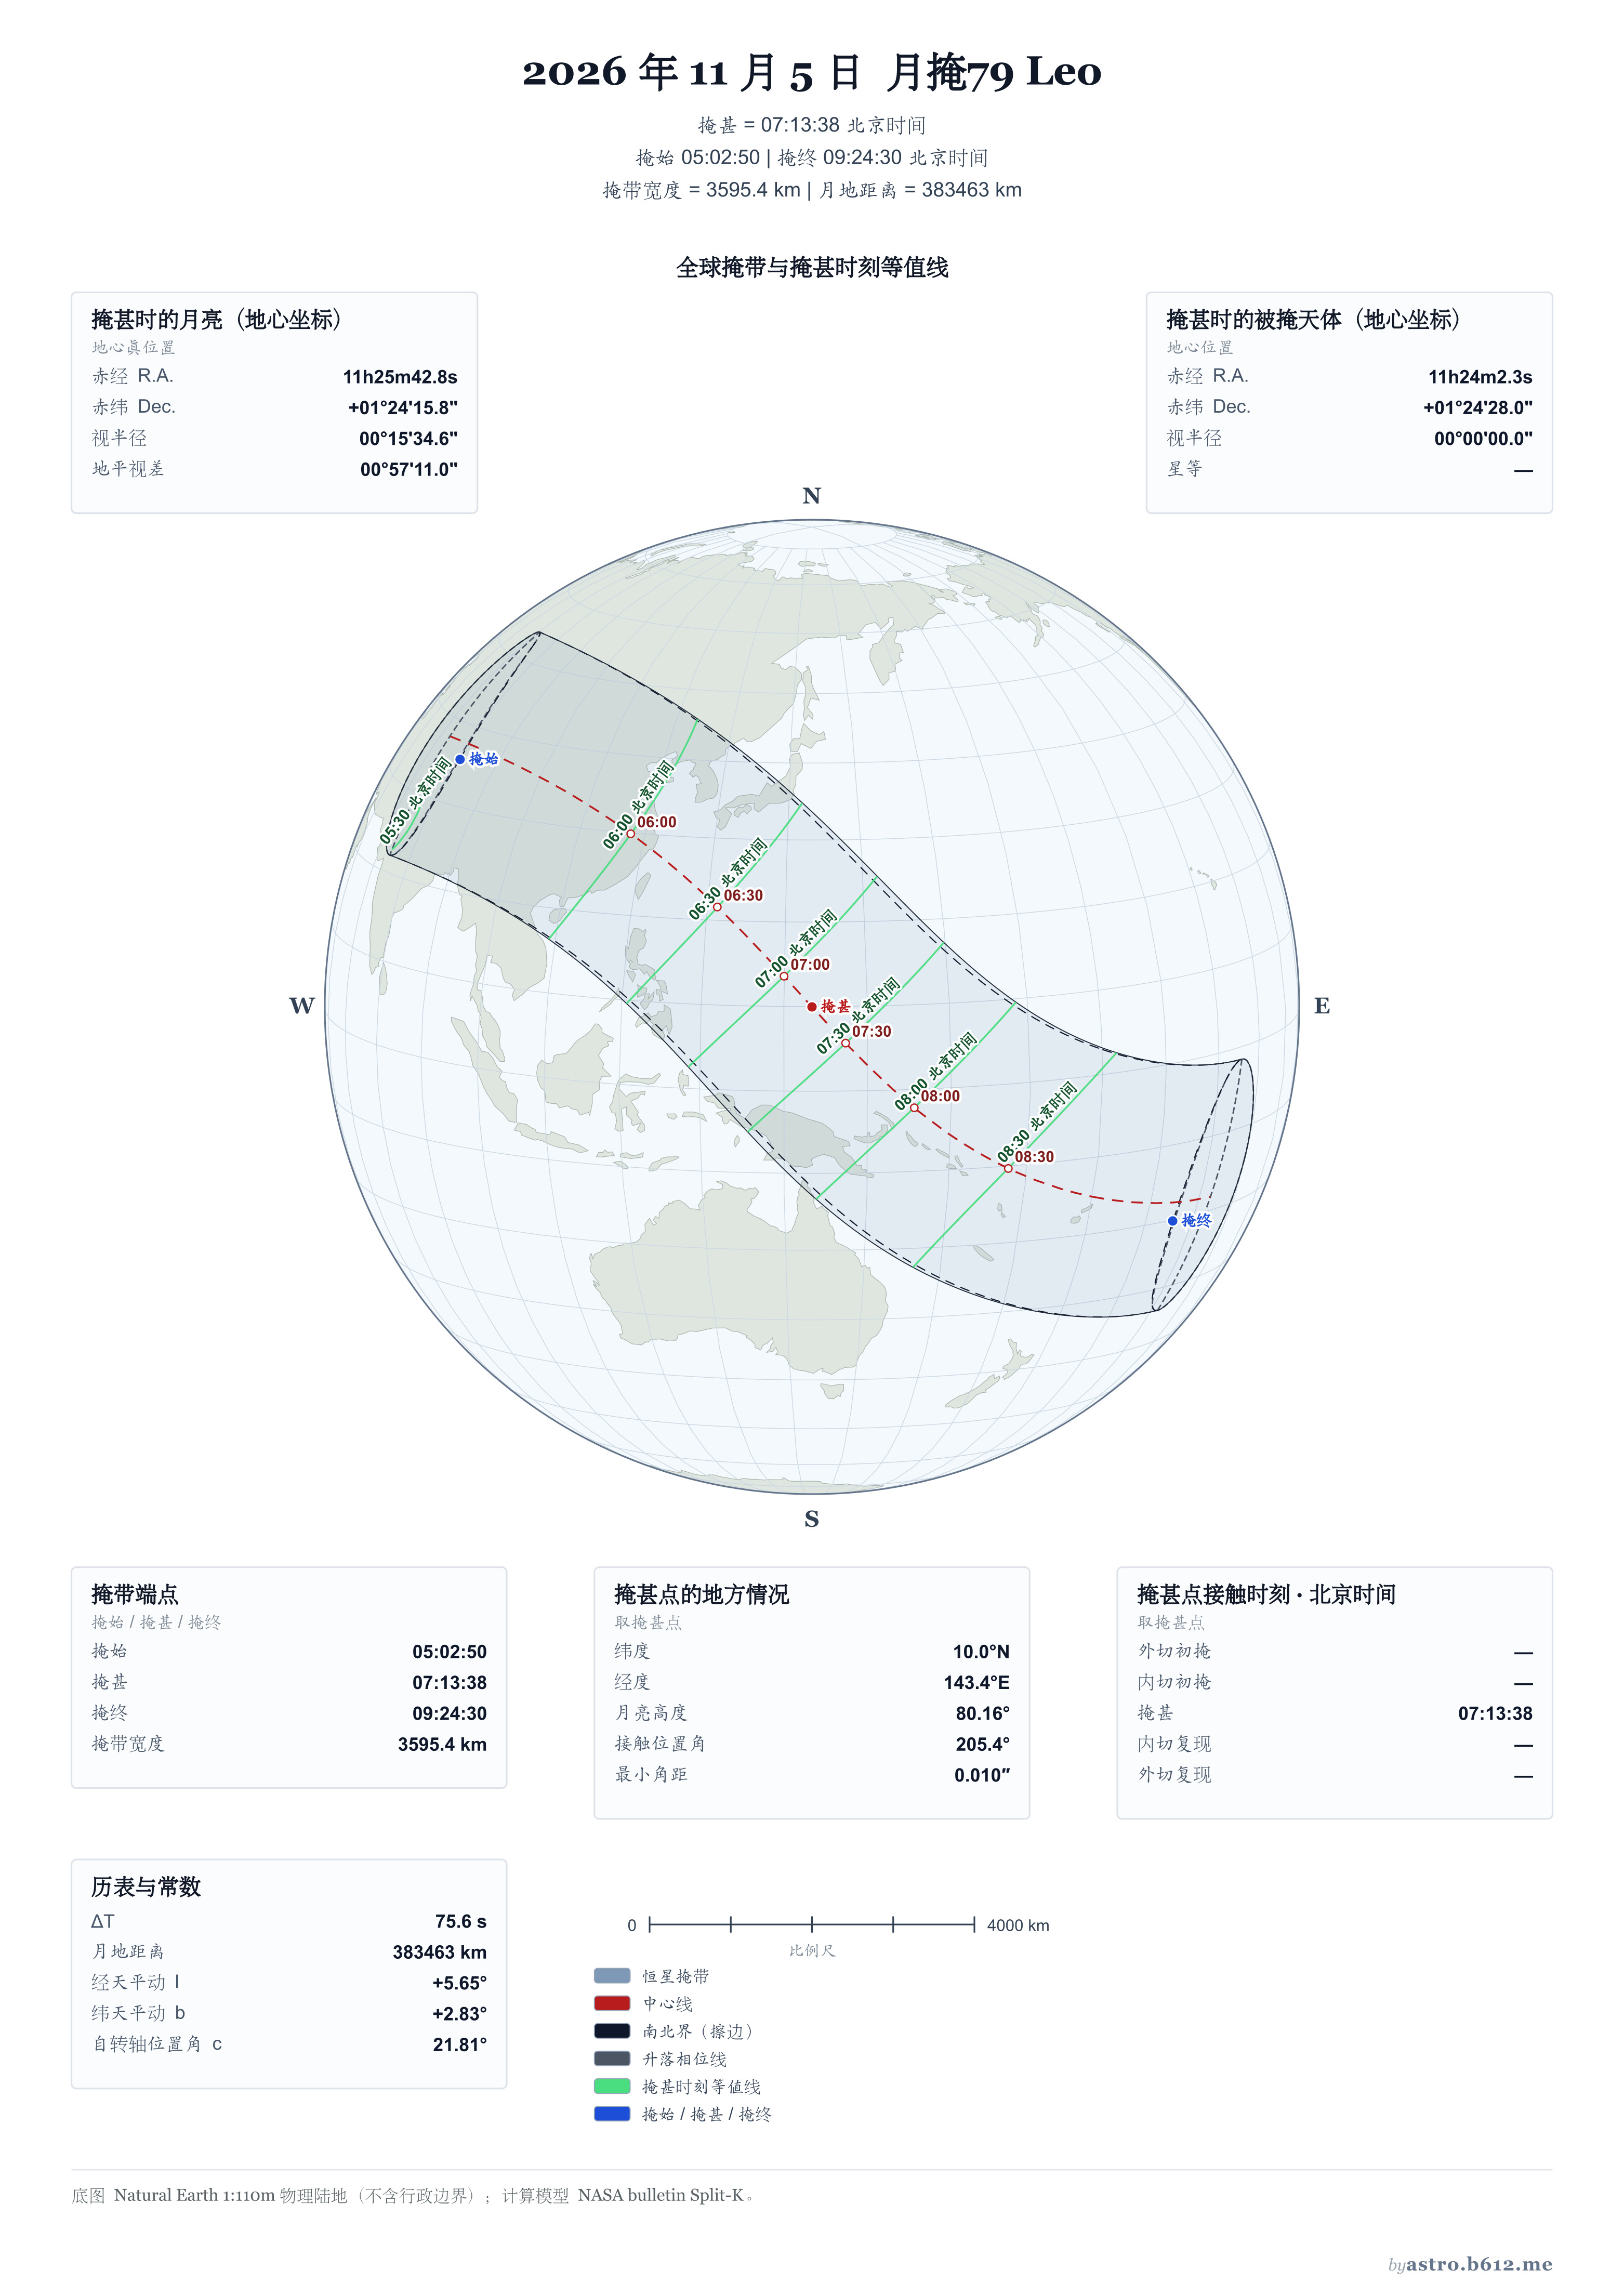 2026 年 11 月 5 日 月掩79 Leo
掩甚 = 07:13:38 北京时间
掩始 05:02:50 | 掩终 09:24:30 北京时间
掩带宽度 = 3595.4 km | 月地距离 = 383463 km
全球掩带与掩甚时刻等值线
掩甚时的月亮（地心坐标）
地心真位置
赤经 R.A. 11h25m42.8s
赤纬 Dec. +01°24'15.8"
视半径 00°15'34.6"
地平视差 00°57'11.0"
掩甚时的被掩天体（地心坐标）
地心位置
赤经 R.A. 11h24m2.3s
赤纬 Dec. +01°24'28.0"
视半径 00°00'00.0"
星等 —
N
W
E
S
掩始
05:30 北京时间
06:00 北京时间
06:00
06:30 北京时间
06:30
07:00 北京时间
07:00
掩甚
07:30 北京时间
07:30
08:00 北京时间
08:00
08:30 北京时间
08:30
掩终
掩带端点
掩始 / 掩甚 / 掩终
掩始 05:02:50
掩甚 07:13:38
掩终 09:24:30
掩带宽度 3595.4 km
掩甚点的地方情况
取掩甚点
纬度 10.0°N
经度 143.4°E
月亮高度 80.16°
接触位置角 205.4°
最小角距 0.010″
掩甚点接触时刻 · 北京时间
取掩甚点
外切初掩 —
内切初掩 —
掩甚 07:13:38
内切复现 —
外切复现 —
历表与常数
ΔT 75.6 s
月地距离 383463 km
经天平动 l +5.65°
纬天平动 b +2.83°
自转轴位置角 c 21.81°
0 4000 km
比例尺
恒星掩带
中心线
南北界（擦边）
升落相位线
掩甚时刻等值线
掩始 / 掩甚 / 掩终
底图 Natural Earth 1:110m 物理陆地（不含行政边界）；计算模型 NASA bulletin Split-K。
byastro.b612.me